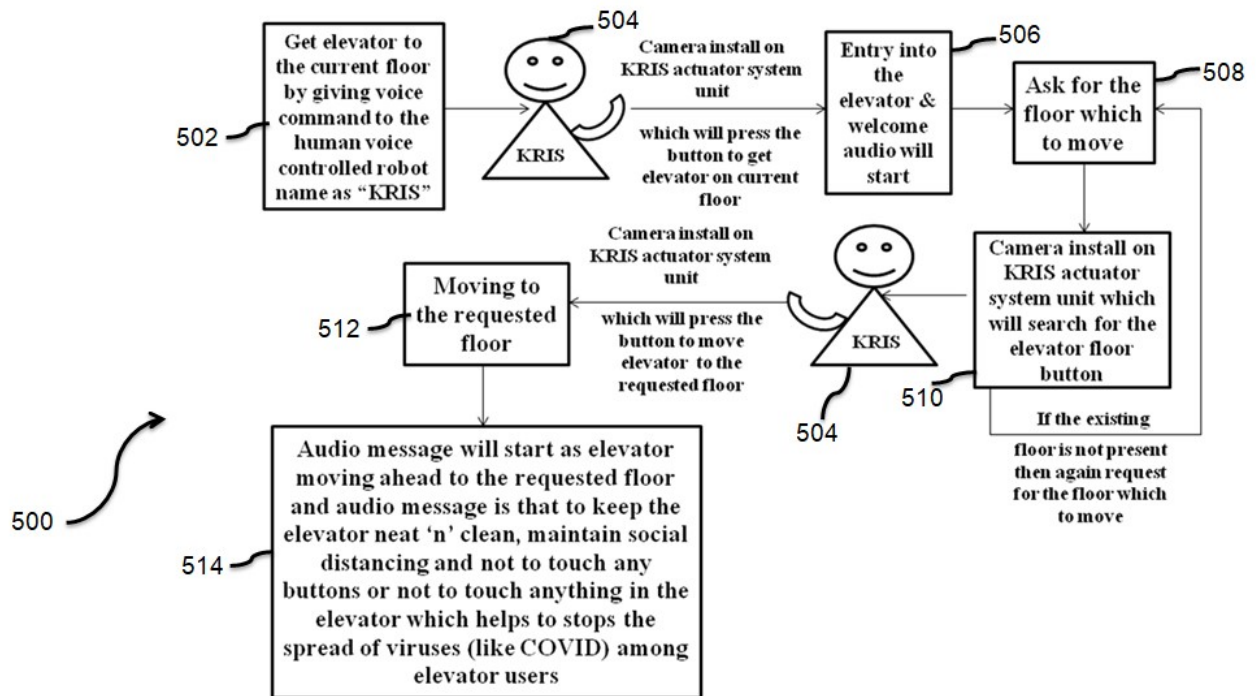 504
Get elevator to
the current floor
by giving voice
command to the
human voice
controlled robot
name as “KRIS”
502
KRIS
Camera install on
KRIS actuator system
unit
which will press the
button to get
elevator on current
floor
506
Entry into
the
elevator &
welcome
audio will
start
508
Ask for the
floor which
to move
Camera install on
KRIS actuator
system unit which
will search for the
elevator floor
button
510
If the existing
floor is not present
then again request
for the floor which
to move
KRIS
504
Camera install on
KRIS actuator system
unit
which will press the
button to move
elevator to the
requested floor
Moving to
the requested
floor
512
Audio message will start as elevator
moving ahead to the requested floor
and audio message is that to keep the
elevator neat ‘n’ clean, maintain social
distancing and not to touch any
buttons or not to touch anything in the
elevator which helps to stops the
spread of viruses (like COVID) among
elevator users
514
500